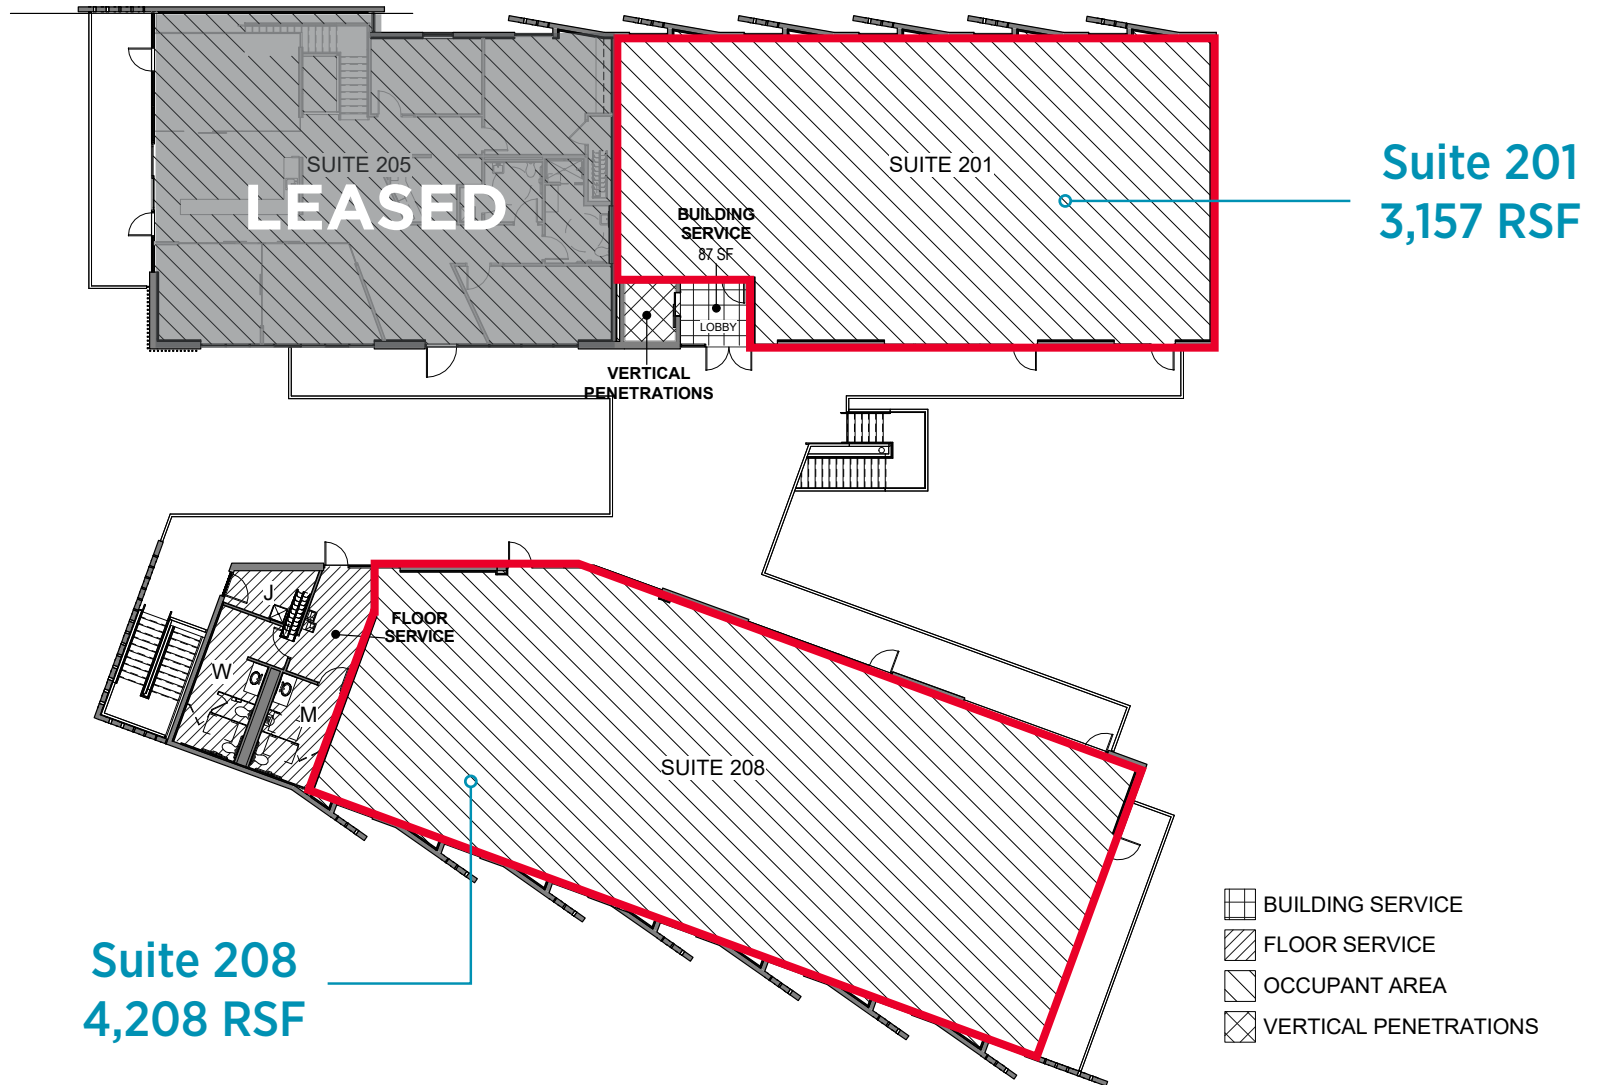 SUITE 205
LEASED
SUITE 201
BUILDING
SERVICE
87 SF
LOBBY
VERTICAL
PENETRATIONS
Suite 201
3,157 RSF
J
FLOOR
SERVICE
W
M
SUITE 208
Suite 208
4,208 RSF
BUILDING SERVICE
FLOOR SERVICE
OCCUPANT AREA
VERTICAL PENETRATIONS